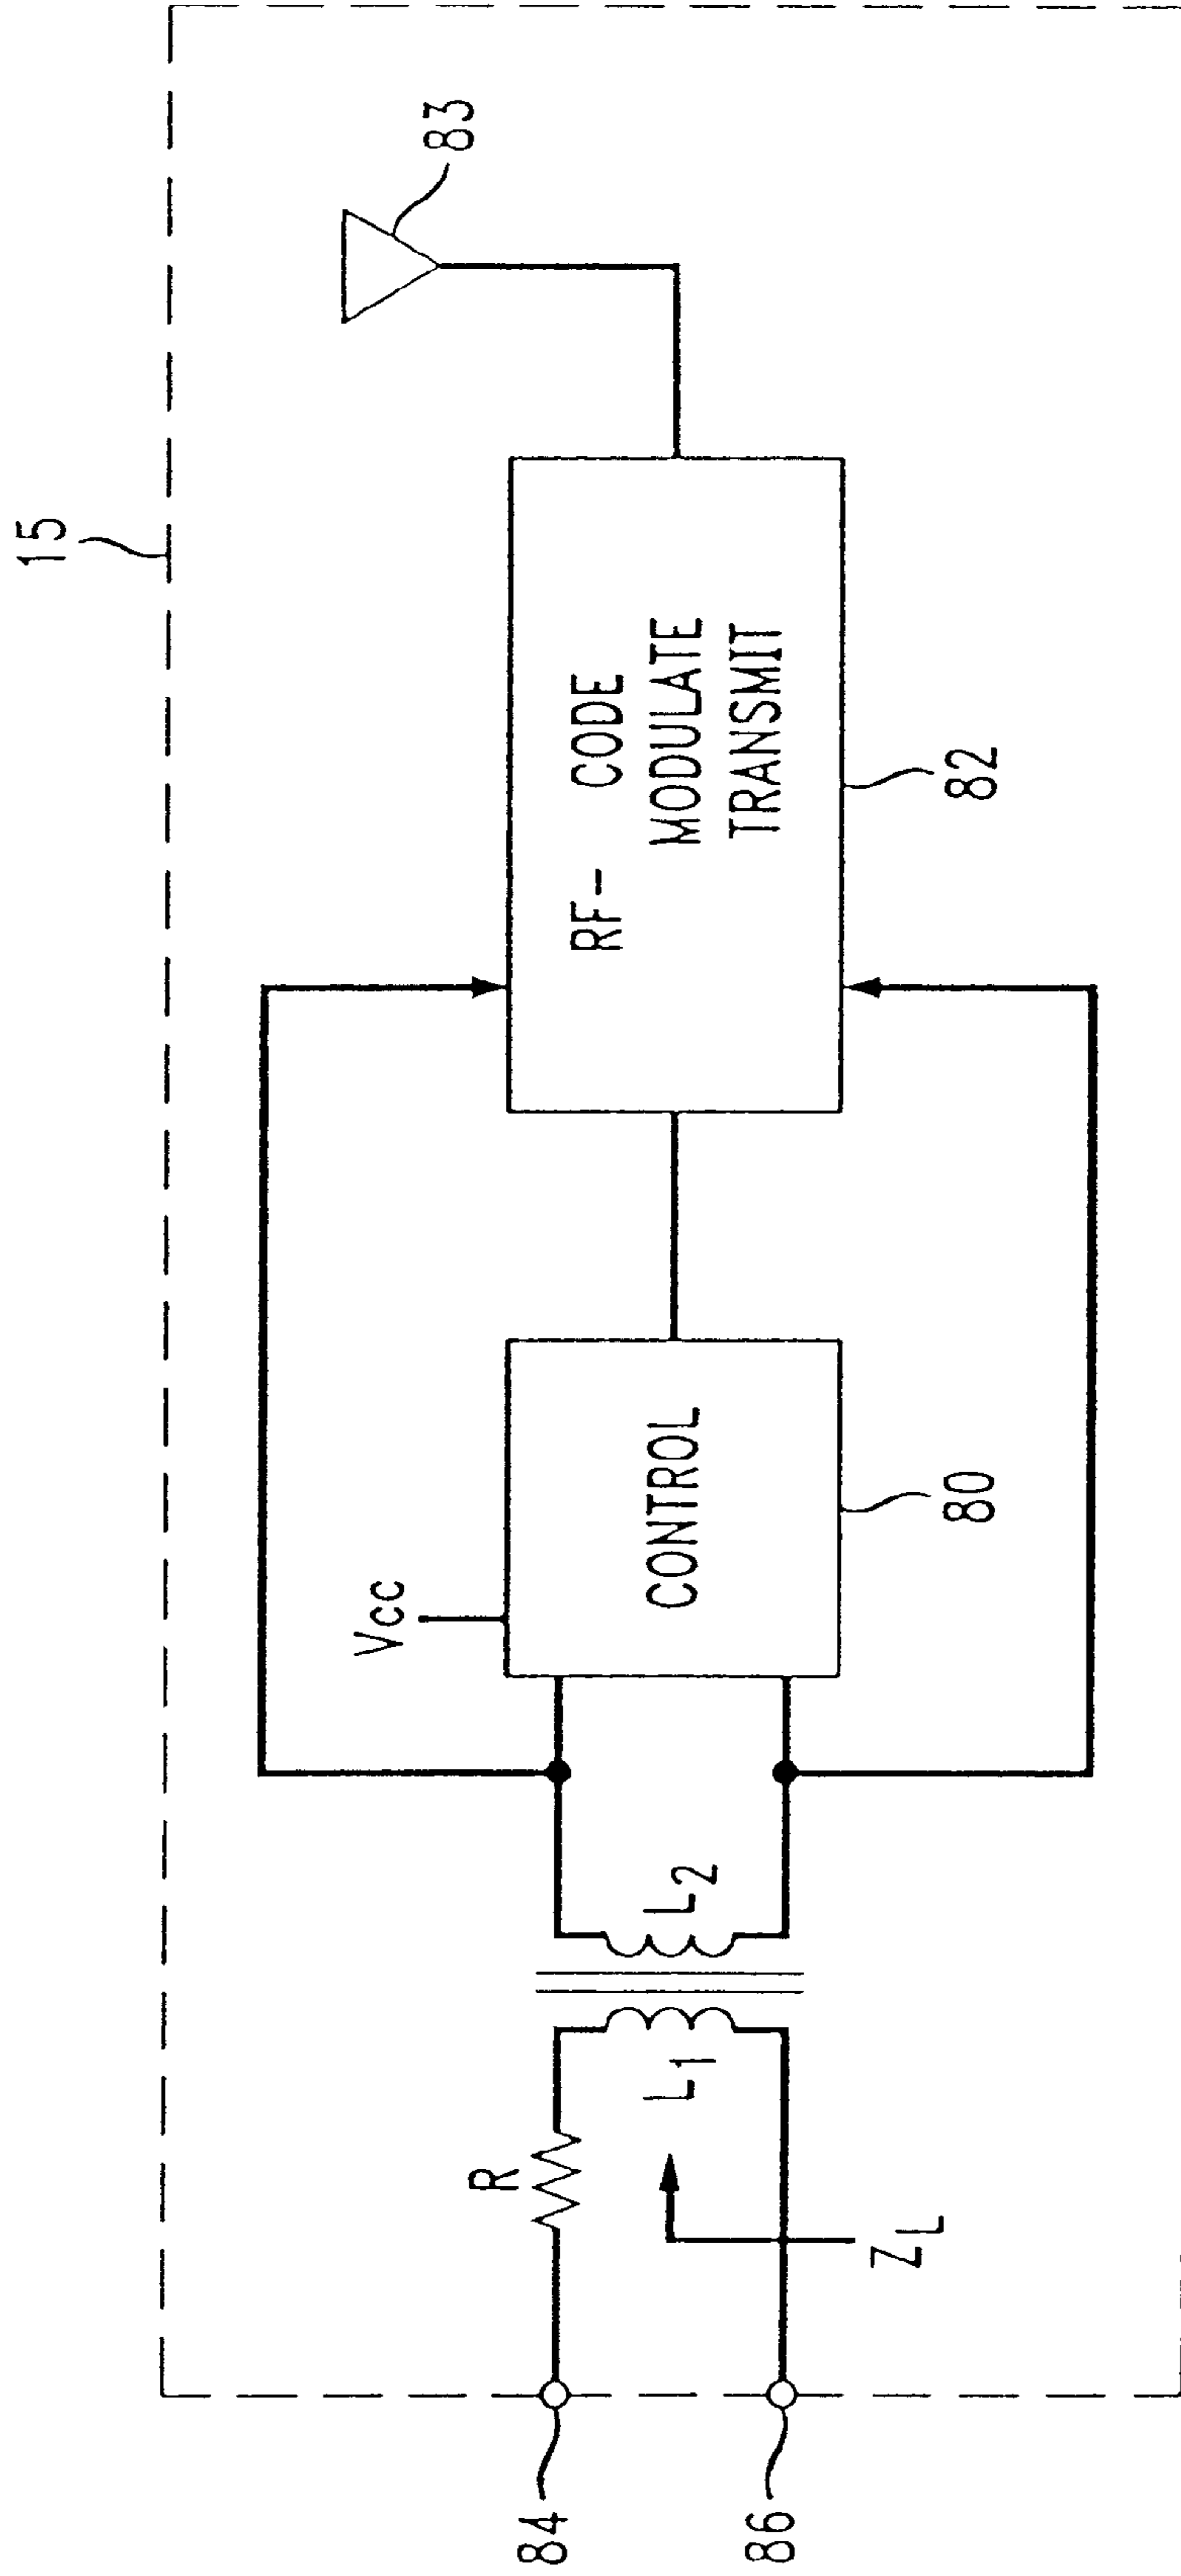 15
83
RF- CODE
MODULATE
TRANSMIT
82
Vcc
CONTROL
80
R
L1
L2
ZL
84
86